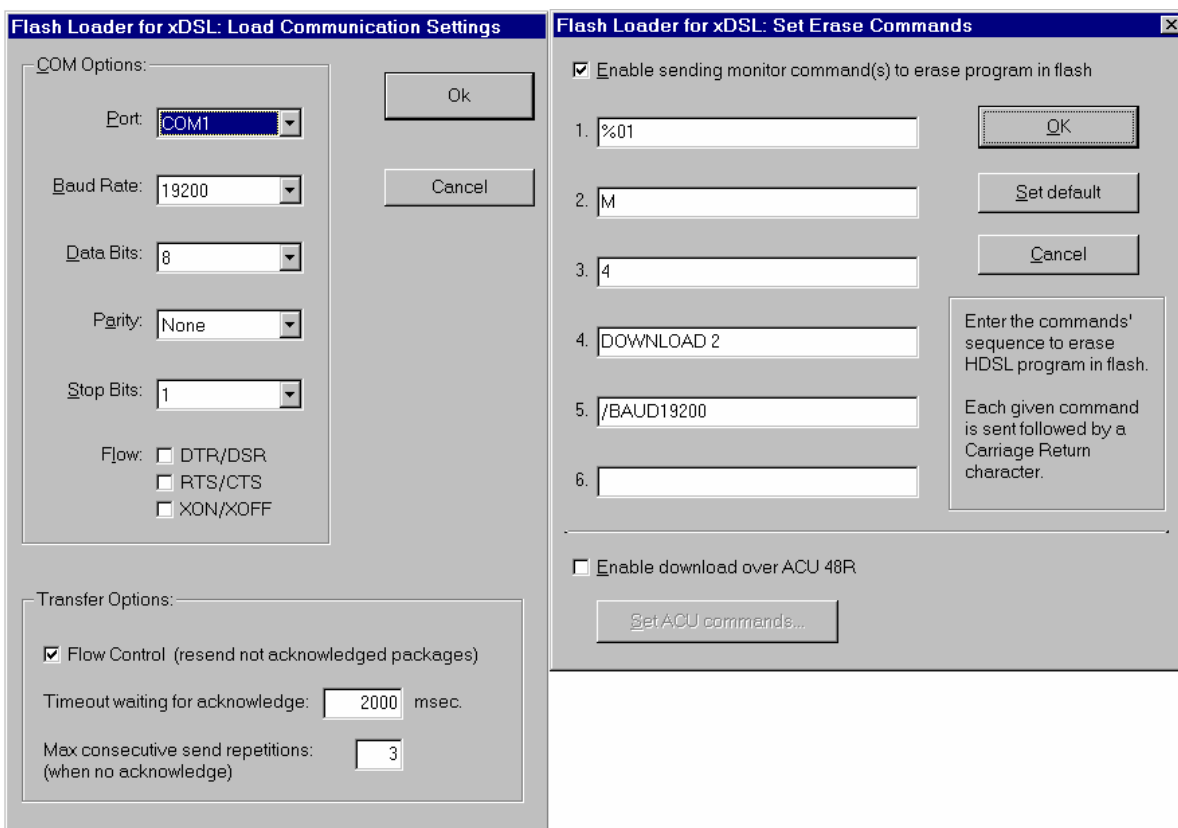 Flash Loader for xDSL: Load Communication Settings
COM Options:
Port: COM1
Baud Rate: 19200
Data Bits: 8
Parity: None
Stop Bits: 1
Flow: DTR/DSR
RTS/CTS
XON/XOFF
Ok
Cancel
Transfer Options:
Flow Control (resend not acknowledged packages)
Timeout waiting for acknowledge: 2000 msec.
Max consecutive send repetitions: 3
(when no acknowledge)
Flash Loader for xDSL: Set Erase Commands
Enable sending monitor command(s) to erase program in flash
1. %01
2. M
3. 4
4. DOWNLOAD 2
5. /BAUD19200
6.
OK
Set default
Cancel
Enter the commands'
sequence to erase
HDSL program in flash.
Each given command
is sent followed by a
Carriage Return
character.
Enable download over ACU 48R
Set ACU commands...